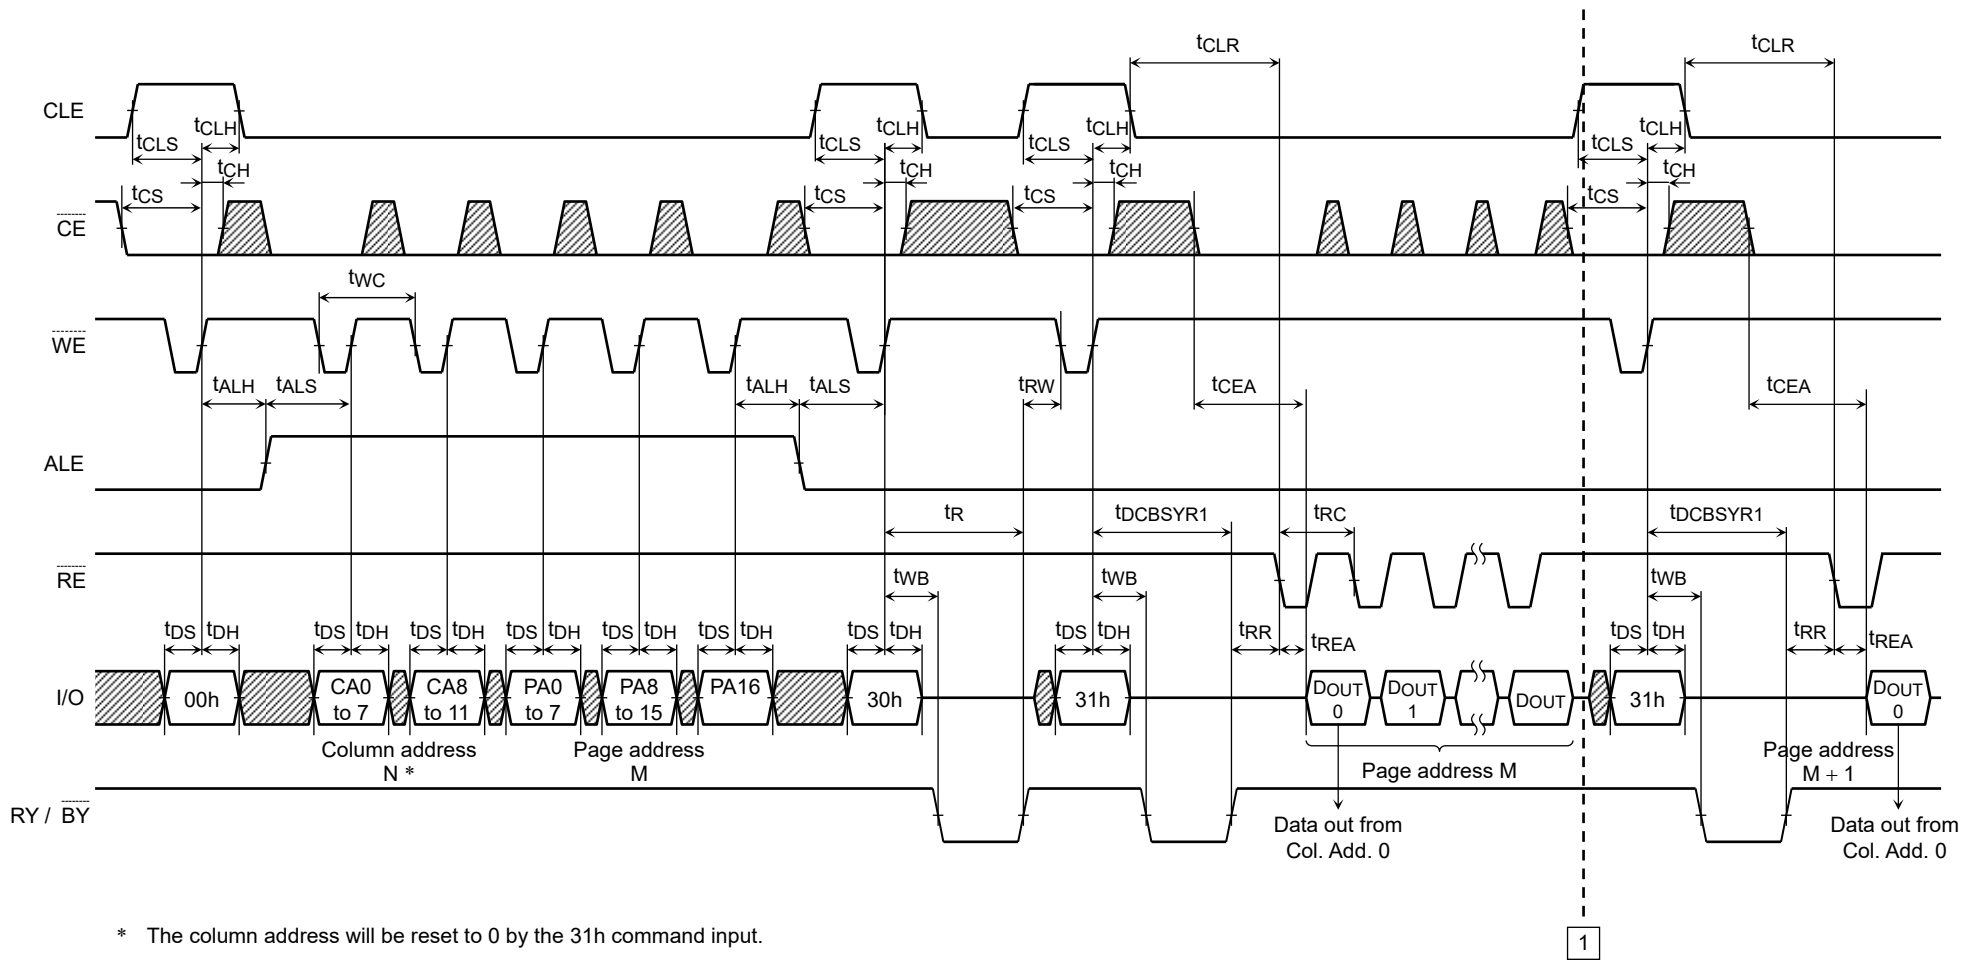 tCLR tCLR
CLE
tCLH tCLH tCLH tCLH
tCLS tCLS tCLS tCLS
tCH tCH tCH tCH
tCS tCS tCS tCS
CE
tWC
WE
tALH tALS tALH tALS tRW tCEA tCEA
ALE
tR tDCBSYR1 tRC tDCBSYR1
RE
tWB tWB tWB
tDS tDH tDS tDH tDS tDH tDS tDH tDS tDH tDS tDH tDS tDH tDS tDH tRR tREA tDS tDH tRR tREA
I/O
00h
CA0
to 7
CA8
to 11
PA0
to 7
PA8
to 15
PA16
30h
31h
DOUT
0
DOUT
1
DOUT
31h
DOUT
0
Column address
N *
Page address
M
Page address M
Page address
M + 1
RY / BY
Data out from
Col. Add. 0
Data out from
Col. Add. 0
* The column address will be reset to 0 by the 31h command input.
1